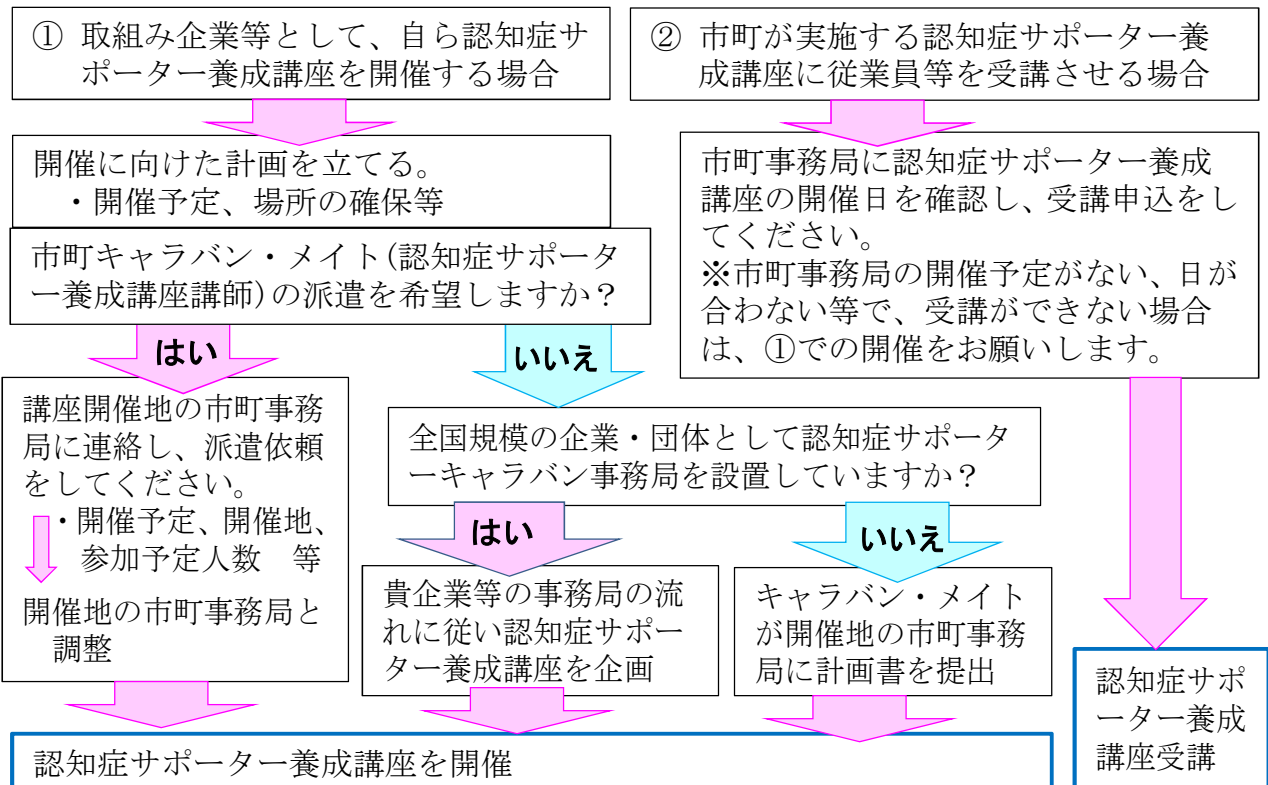 ① 取組み企業等として、自ら認知症サ
ポーター養成講座を開催する場合
② 市町が実施する認知症サポーター養
成講座に従業員等を受講させる場合
開催に向けた計画を立てる。
・開催予定、場所の確保等
市町キャラバン・メイト(認知症サポータ
ー養成講座講師)の派遣を希望しますか？
市町事務局に認知症サポーター養成
講座の開催日を確認し、受講申込をし
てください。
※市町事務局の開催予定がない、日が
合わない等で、受講ができない場合
は、①での開催をお願いします。
はい
いいえ
講座開催地の市町事務
局に連絡し、派遣依頼
をしてください。
・開催予定、開催地、
参加予定人数　等
開催地の市町事務局と
調整
全国規模の企業・団体として認知症サポータ
ーキャラバン事務局を設置していますか？
はい
いいえ
貴企業等の事務局の流
れに従い認知症サポー
ター養成講座を企画
キャラバン・メイト
が開催地の市町事務
局に計画書を提出
認知症サポーター養成講座を開催
認知症サポ
ーター養成
講座受講